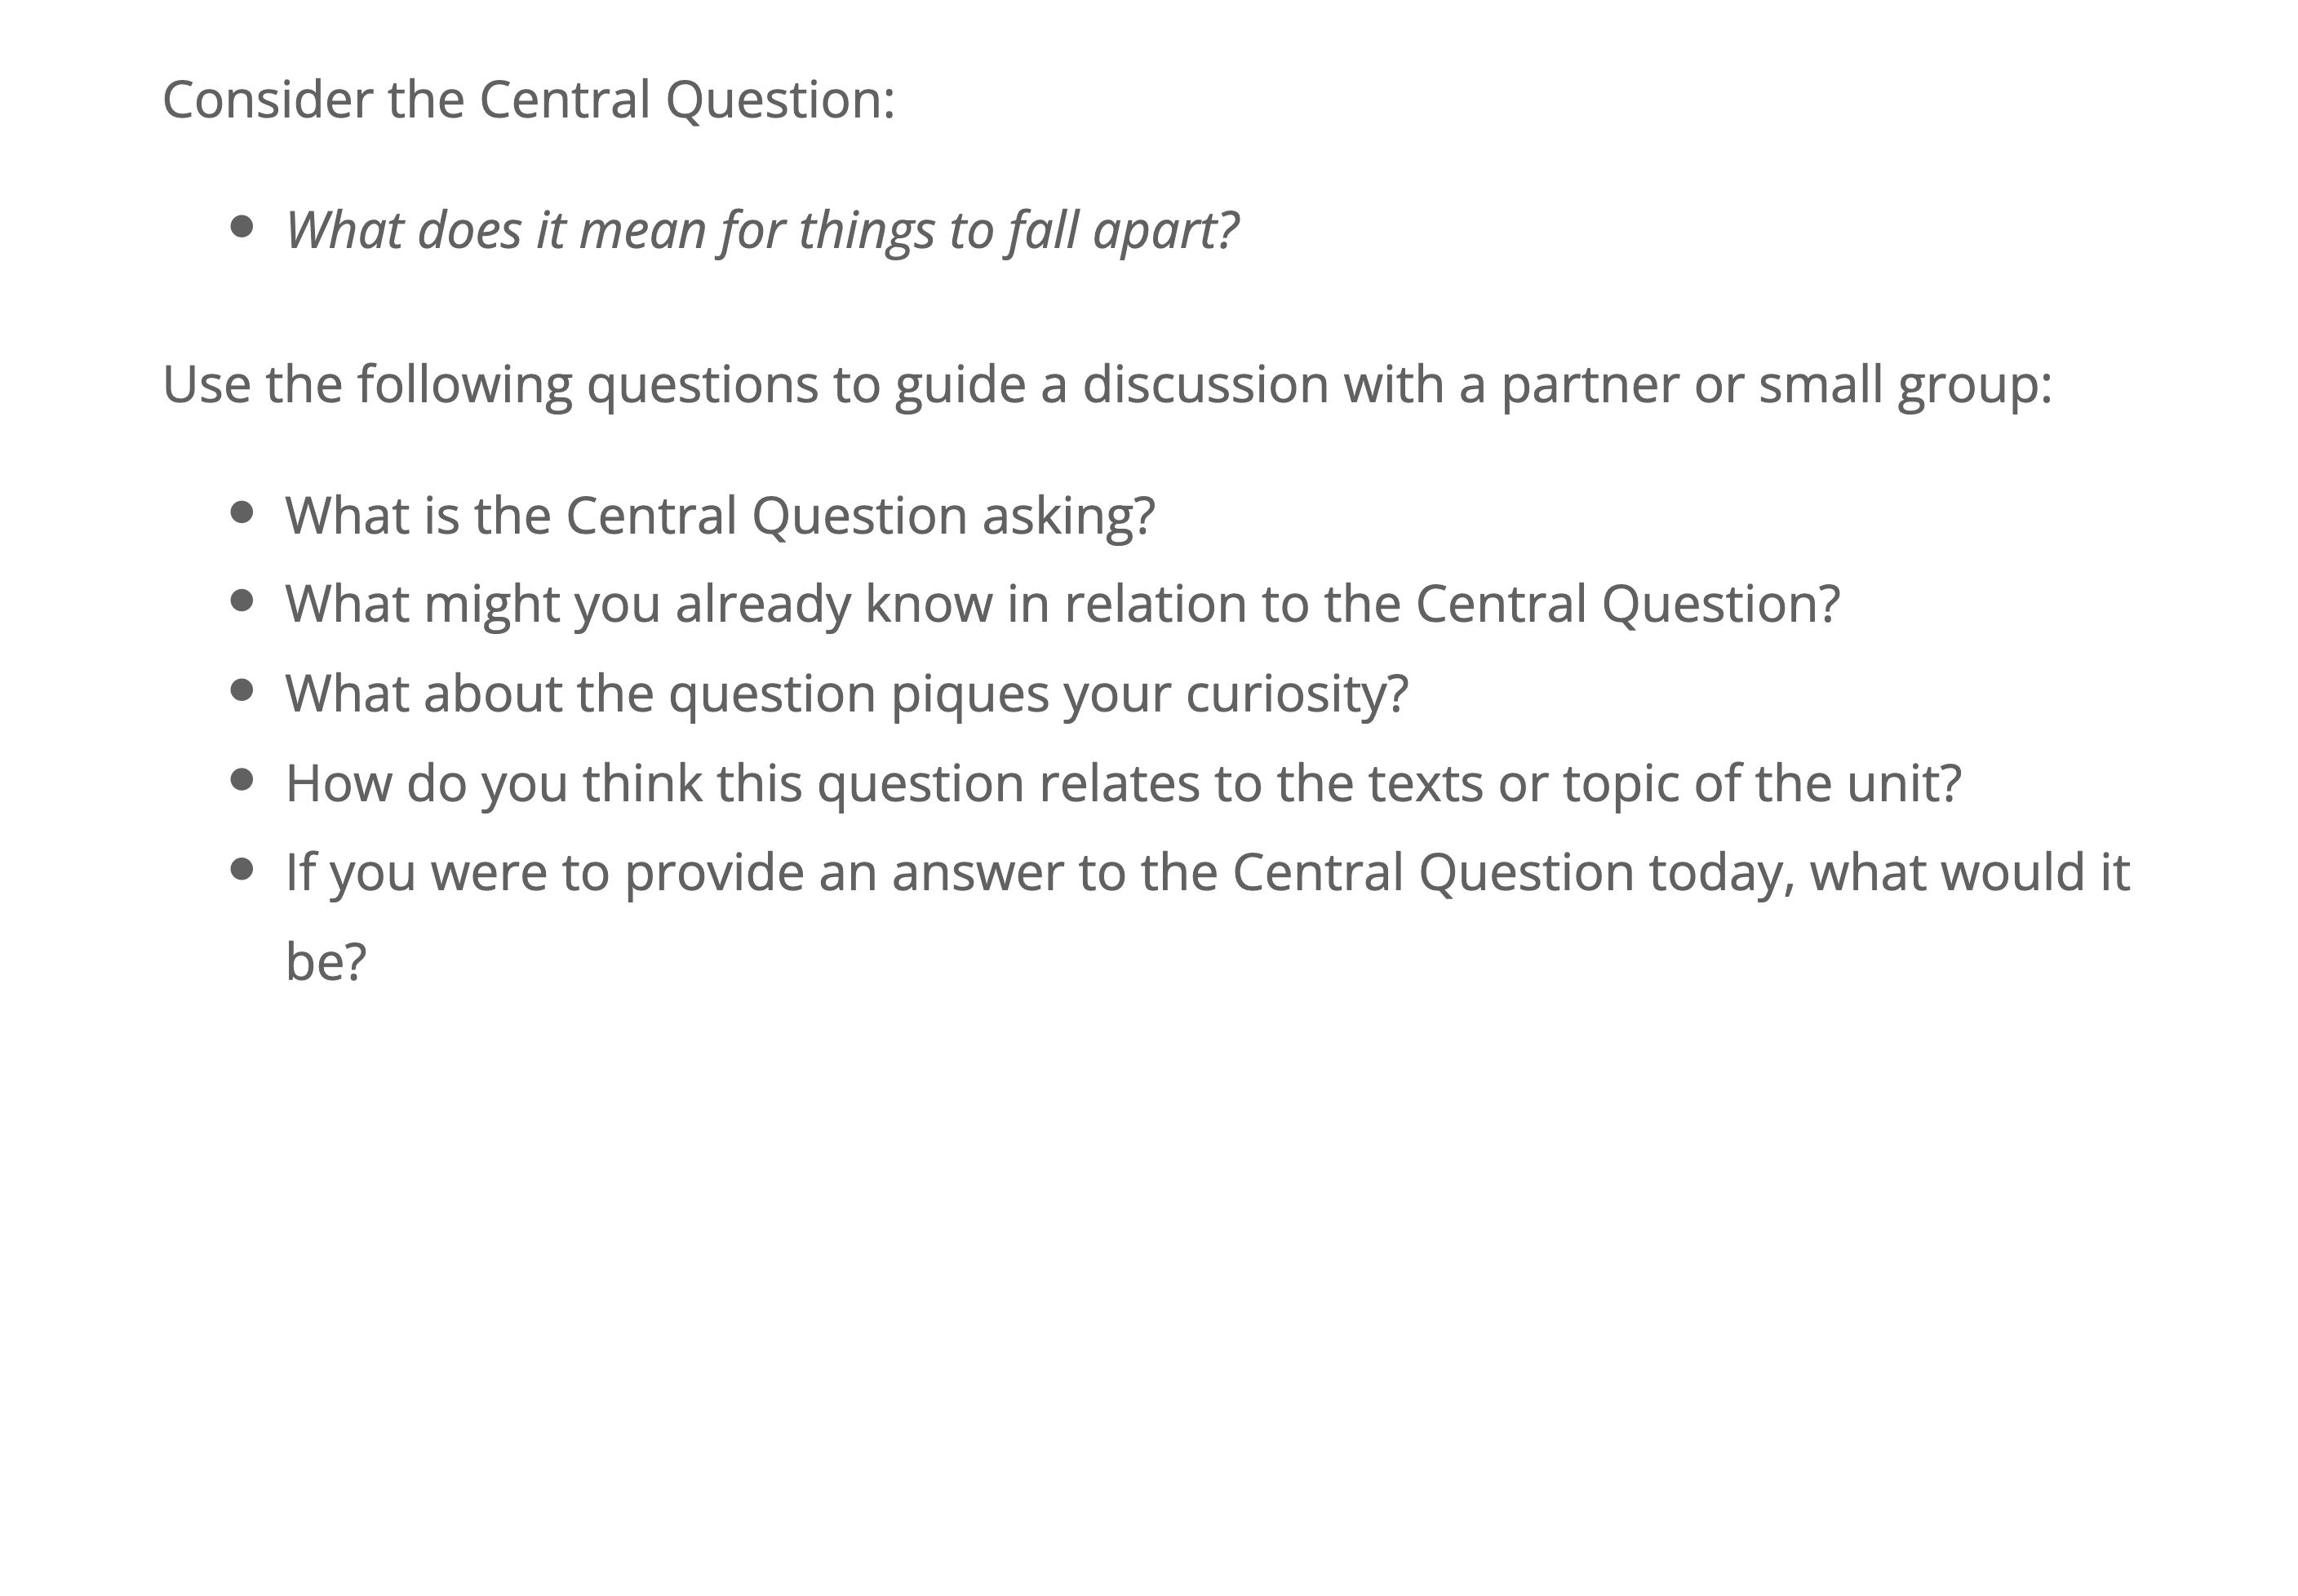 Consider the Central Question:
● What does it mean for things to fall apart?
Use the following questions to guide a discussion with a partner or small group:
● What is the Central Question asking?
● What might you already know in relation to the Central Question?
● What about the question piques your curiosity?
● How do you think this question relates to the texts or topic of the unit?
● If you were to provide an answer to the Central Question today, what would it
be?